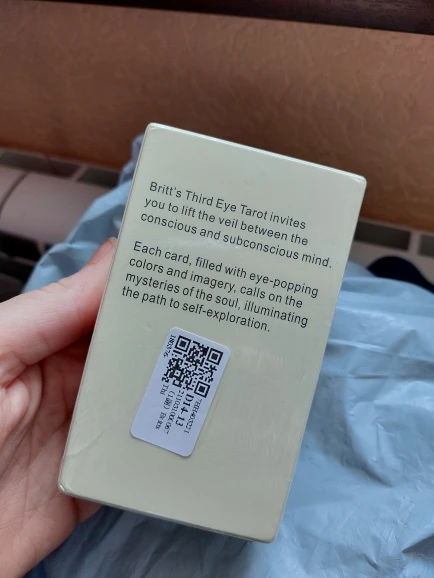 Britt's Third Eye Tarot invites
you to lift the veil between the
conscious and subconscious mind.
Each card, filled with eye-popping
colors and imagery, calls on the
mysteries of the soul, illuminating
the path to self-exploration.
D14-13